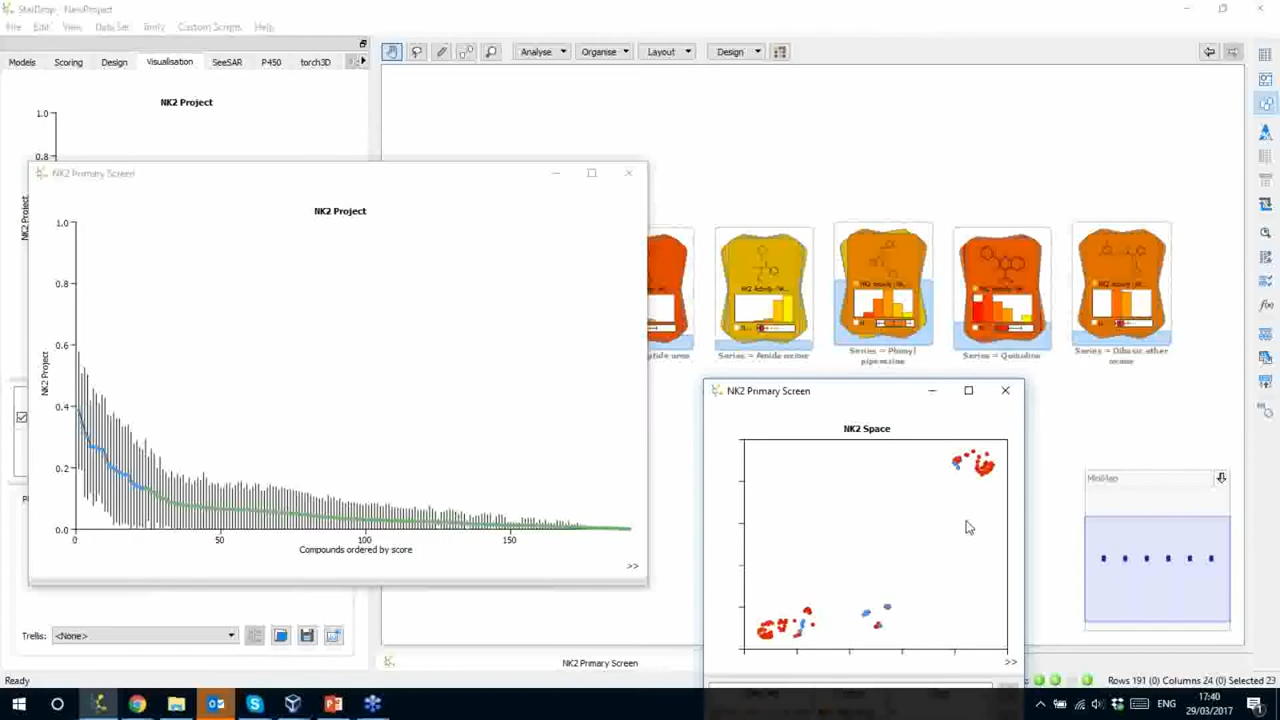 StarDrop - NewProject
File Edit View Data Set Tools Custom Scripts Help
Models Scoring Design Visualisation SeeSAR P450 torch3D
Analyse Organise Layout Design
NK2 Project
1.0
0.8
NK2 Project
NK2 Primary Screen
NK2 Project
1.0
0.8
0.6
0.4
0.2
0.0
NK2 Project
0 50 100 150
Compounds ordered by score
>>
Series = Amide oxime
Series = Phenyl
piperazine
Series = Quinoline
NK2 Primary Screen
NK2 Space
>>
MiniMap
Trellis: <None>
NK2 Primary Screen
Ready
Rows 191 (0) Columns 24 (0) Selected 23
17:40
29/03/2017